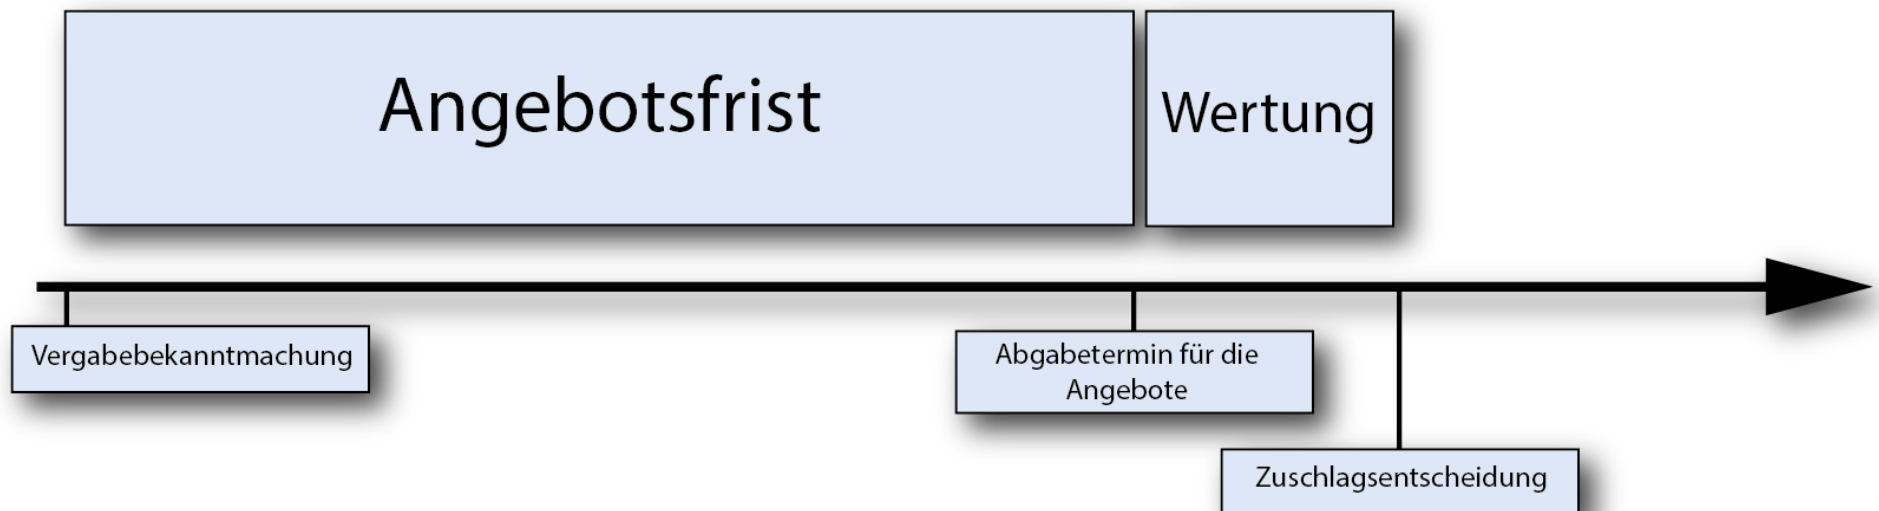 Angebotsfrist
Wertung
Vergabebekanntmachung
Abgabetermin für die
Angebote
Zuschlagsentscheidung